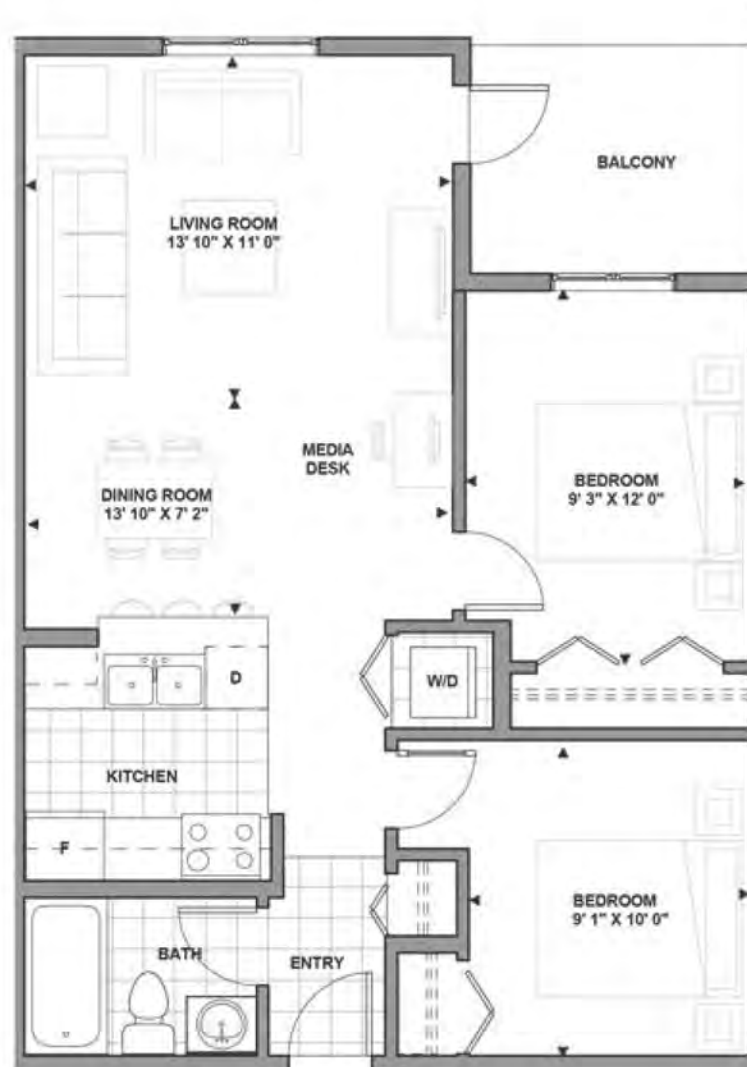 BALCONY
LIVING ROOM
13' 10" X 11' 0"
MEDIA
DESK
DINING ROOM
13' 10" X 7' 2"
BEDROOM
9' 3" X 12' 0"
D
W/D
KITCHEN
F
BEDROOM
9' 1" X 10' 0"
BATH
ENTRY